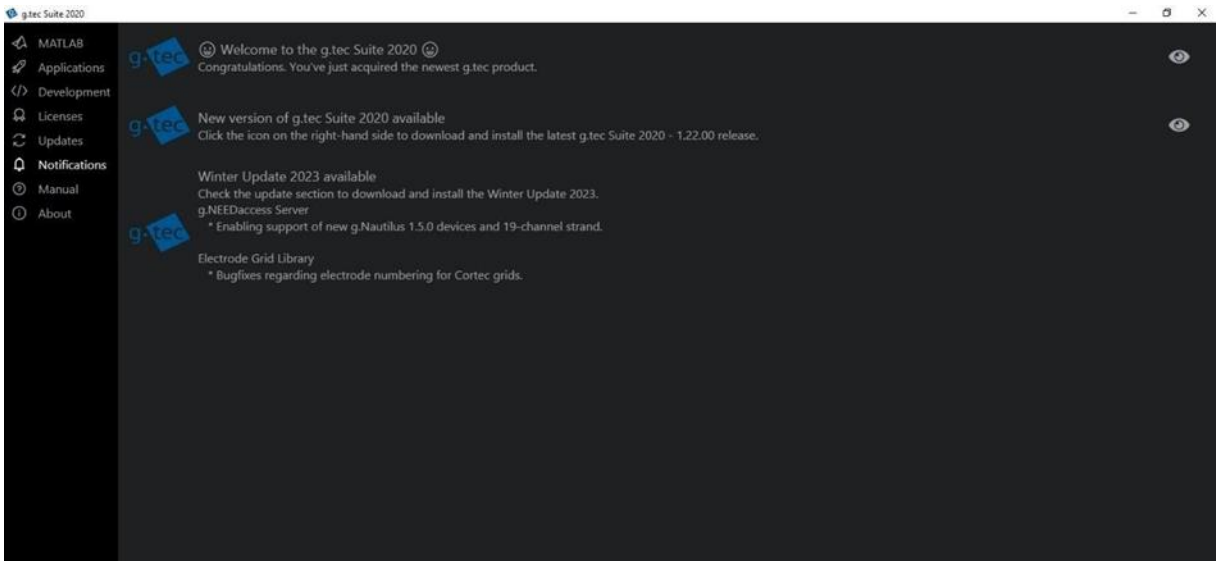 g.tec Suite 2020
MATLAB
Applications
Development
Licenses
Updates
Notifications
Manual
About
g.tec
Welcome to the g.tec Suite 2020
Congratulations. You've just acquired the newest g.tec product.
g.tec
New version of g.tec Suite 2020 available
Click the icon on the right-hand side to download and install the latest g.tec Suite 2020 - 1.22.00 release.
g.tec
Winter Update 2023 available
Check the update section to download and install the Winter Update 2023.
g.NEEDaccess Server
* Enabling support of new g.Nautilus 1.5.0 devices and 19-channel strand.
Electrode Grid Library
* Bugfixes regarding electrode numbering for Cortec grids.